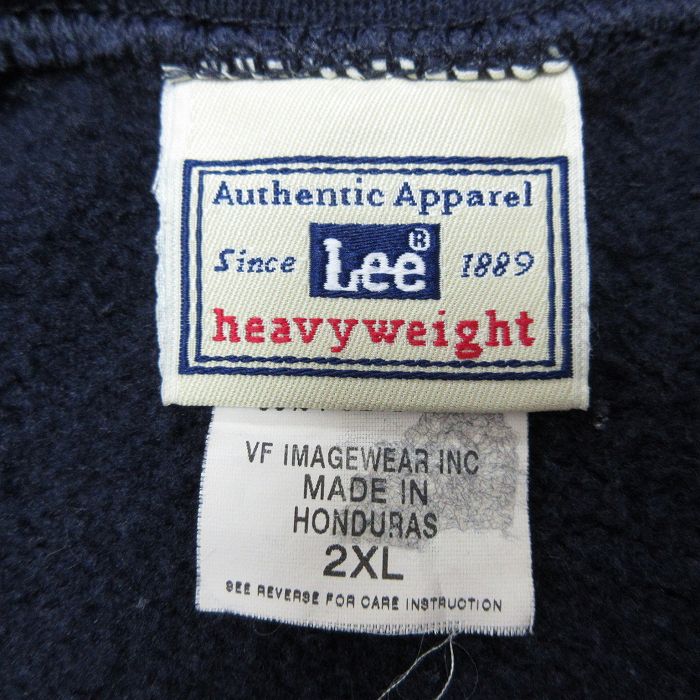 Authentic Apparel
Since Lee® 1889
heavyweight
VF IMAGEWEAR INC
MADE IN
HONDURAS
2XL
SEE REVERSE FOR CARE INSTRUCTION